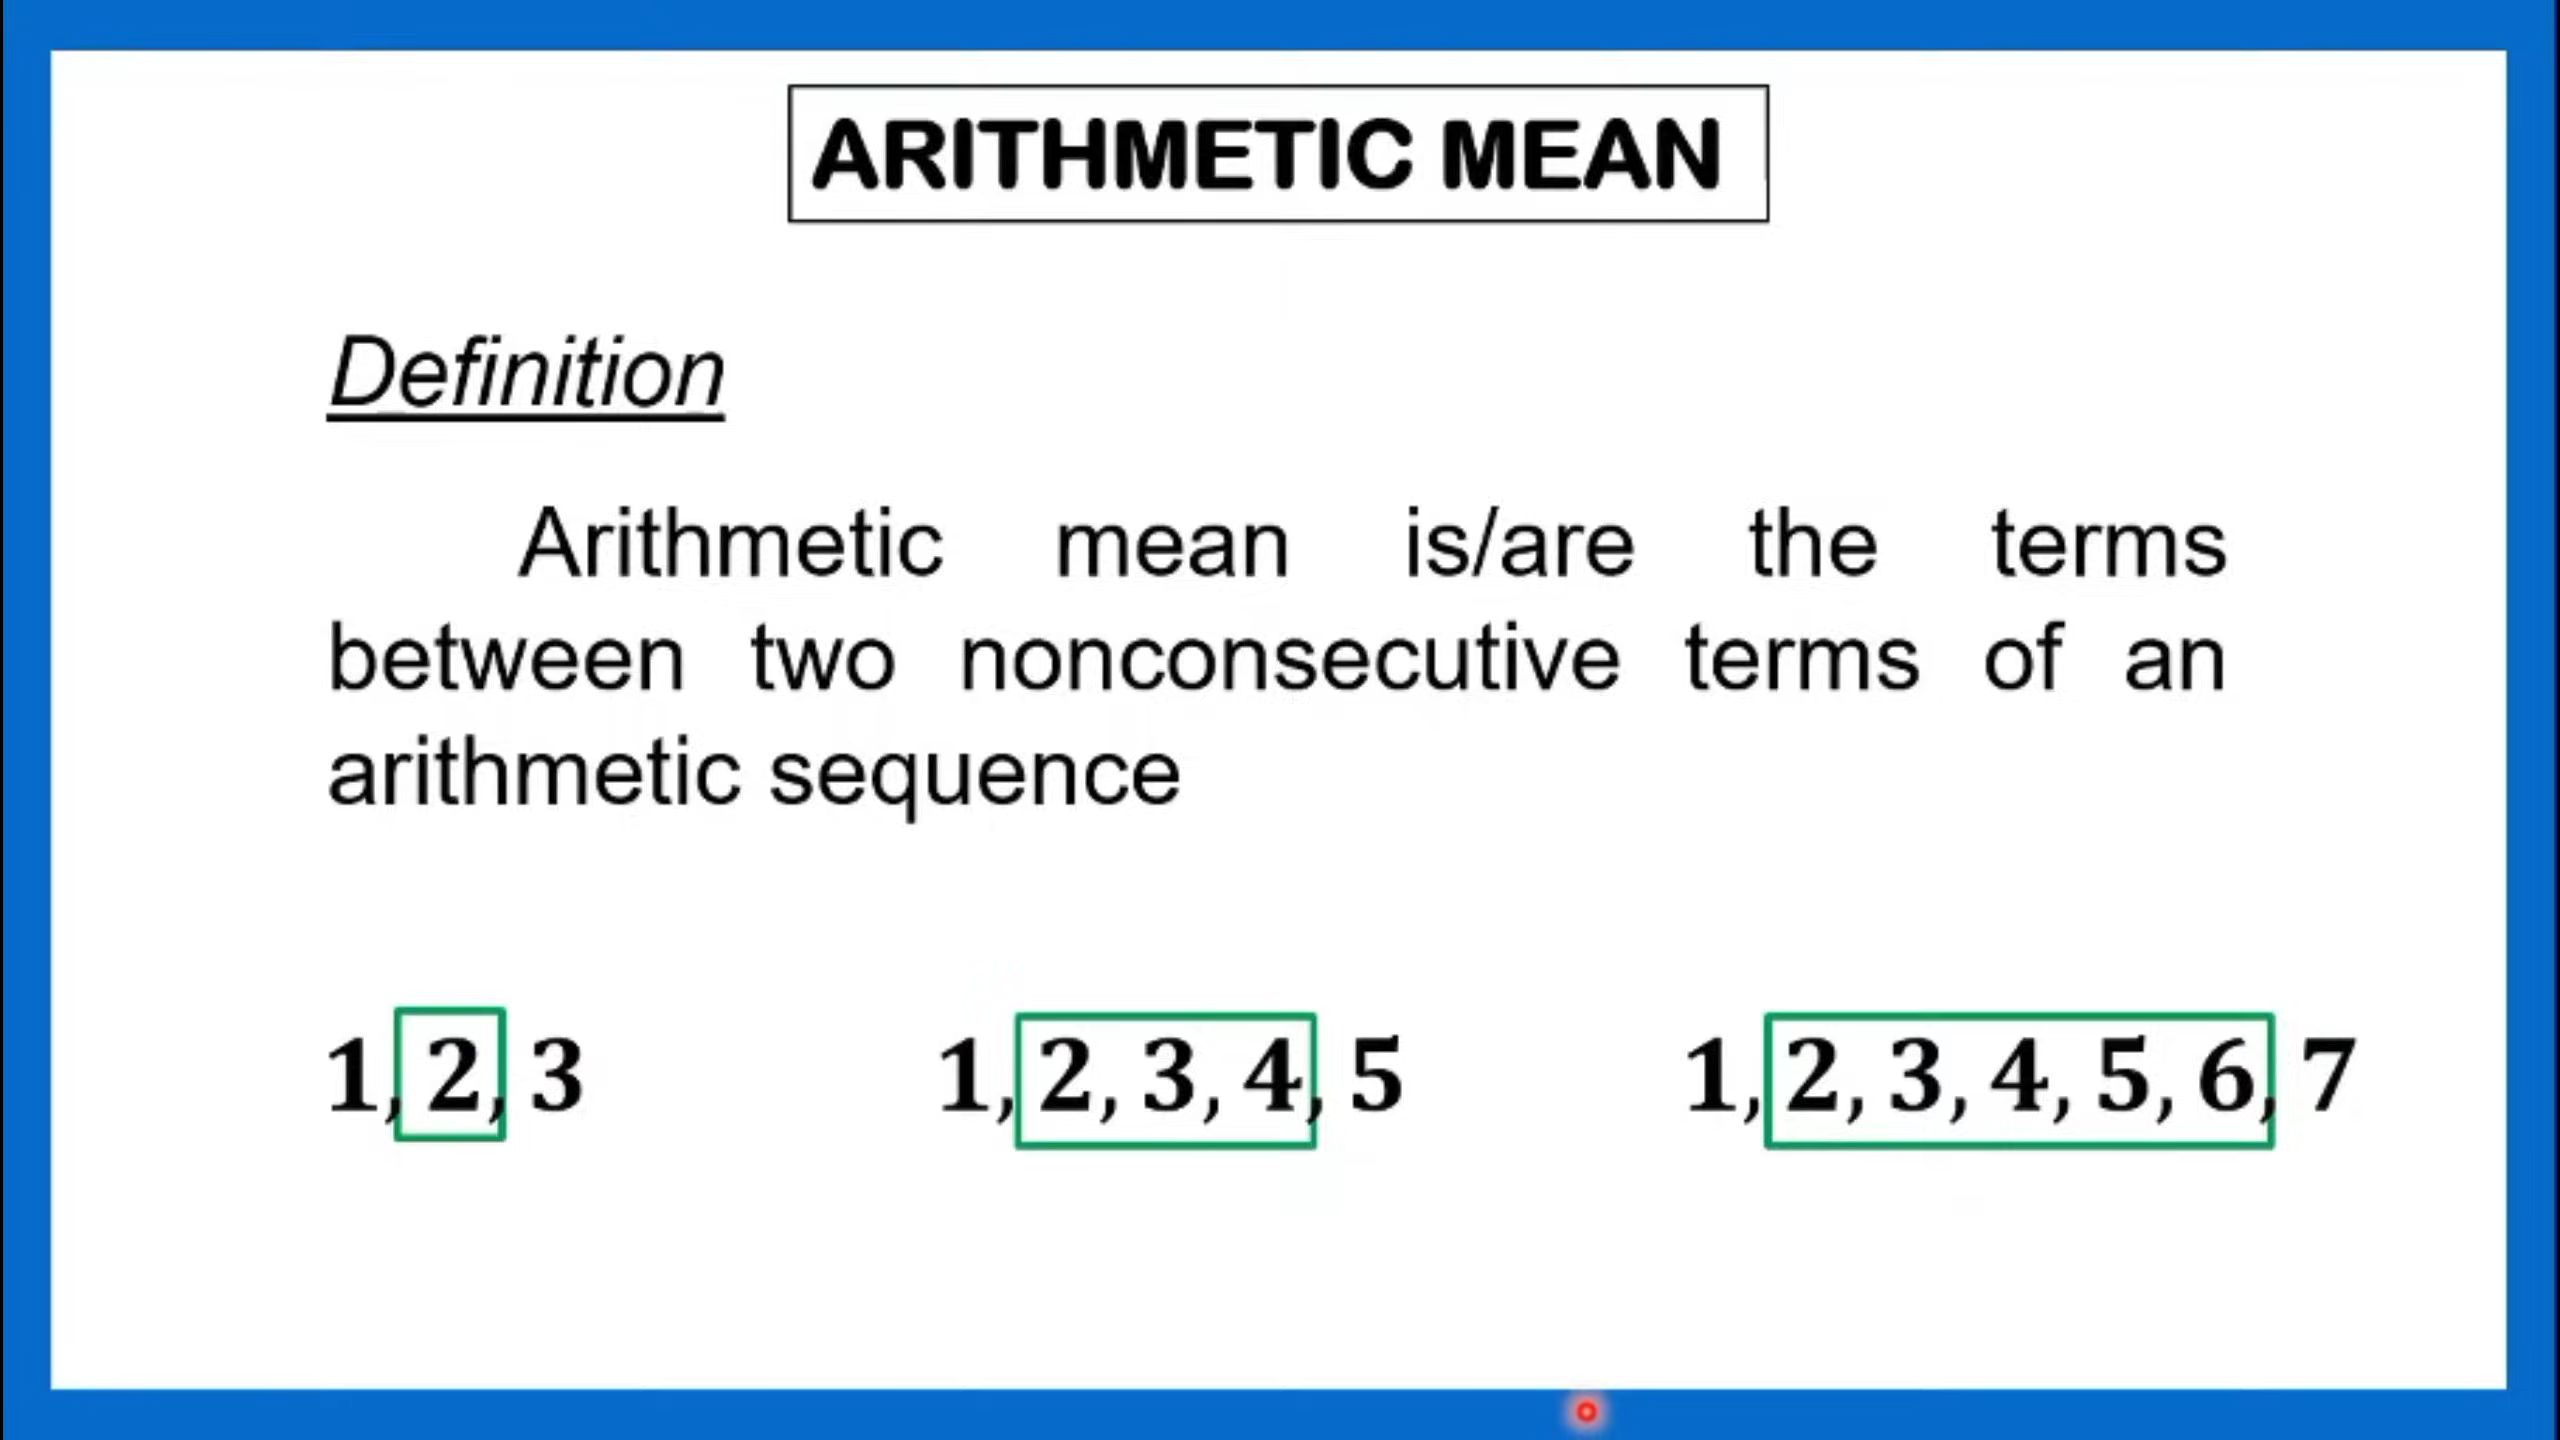 ARITHMETIC MEAN
Definition
Arithmetic mean is/are the terms
between two nonconsecutive terms of an
arithmetic sequence
1, 2, 3 1, 2, 3, 4, 5 1, 2, 3, 4, 5, 6, 7